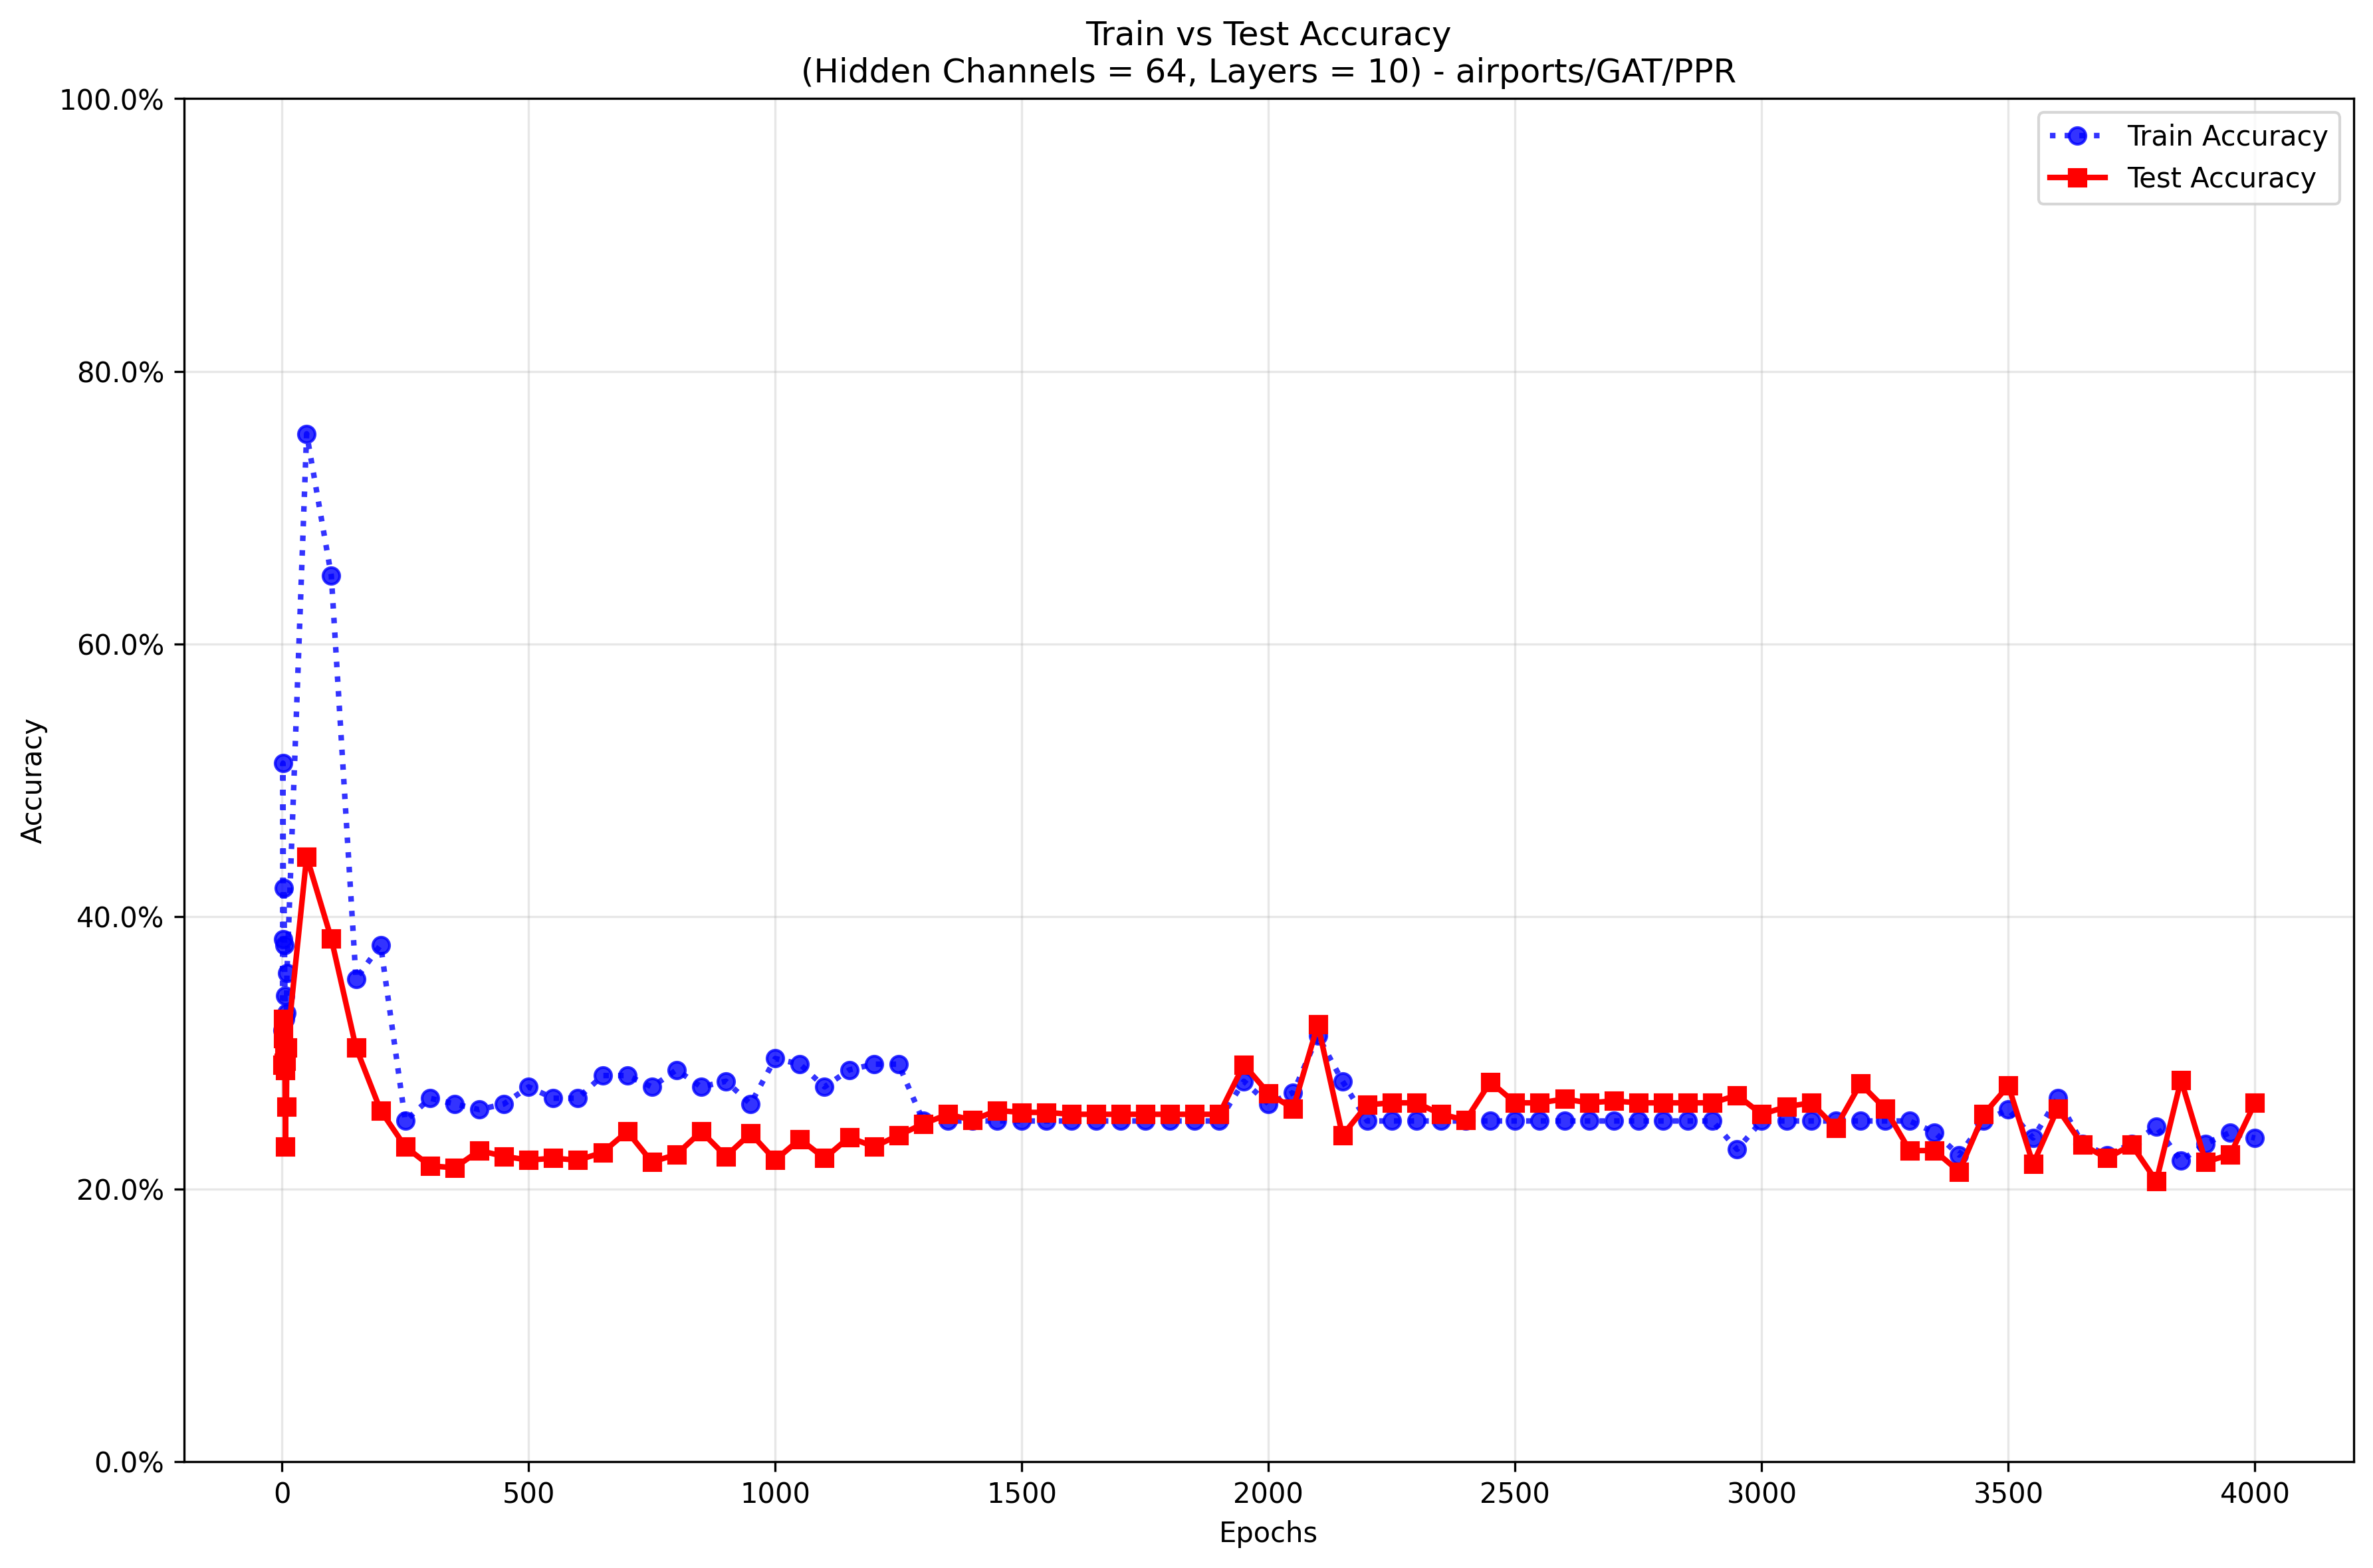 Train vs Test Accuracy
(Hidden Channels = 64, Layers = 10) - airports/GAT/PPR
Train Accuracy
Test Accuracy
Accuracy
100.0%
80.0%
60.0%
40.0%
20.0%
0.0%
0 500 1000 1500 2000 2500 3000 3500 4000
Epochs